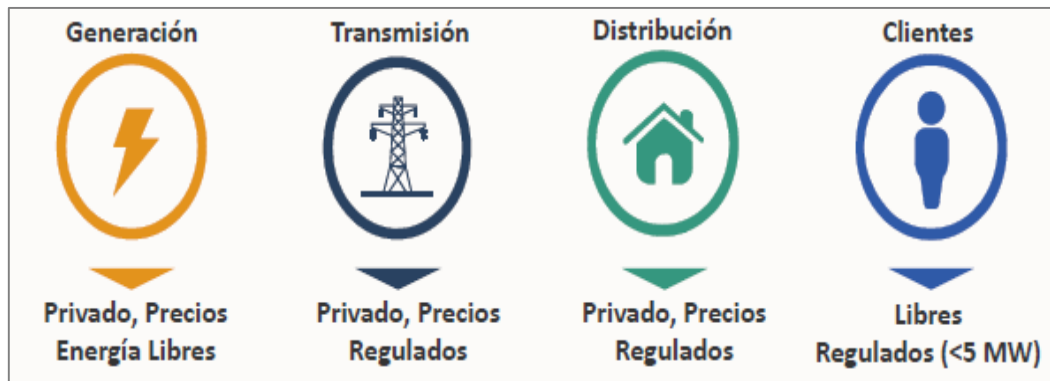 Generación
Transmisión
Distribución
Clientes
Privado, Precios
Energía Libres
Privado, Precios
Regulados
Privado, Precios
Regulados
Libres
Regulados (<5 MW)